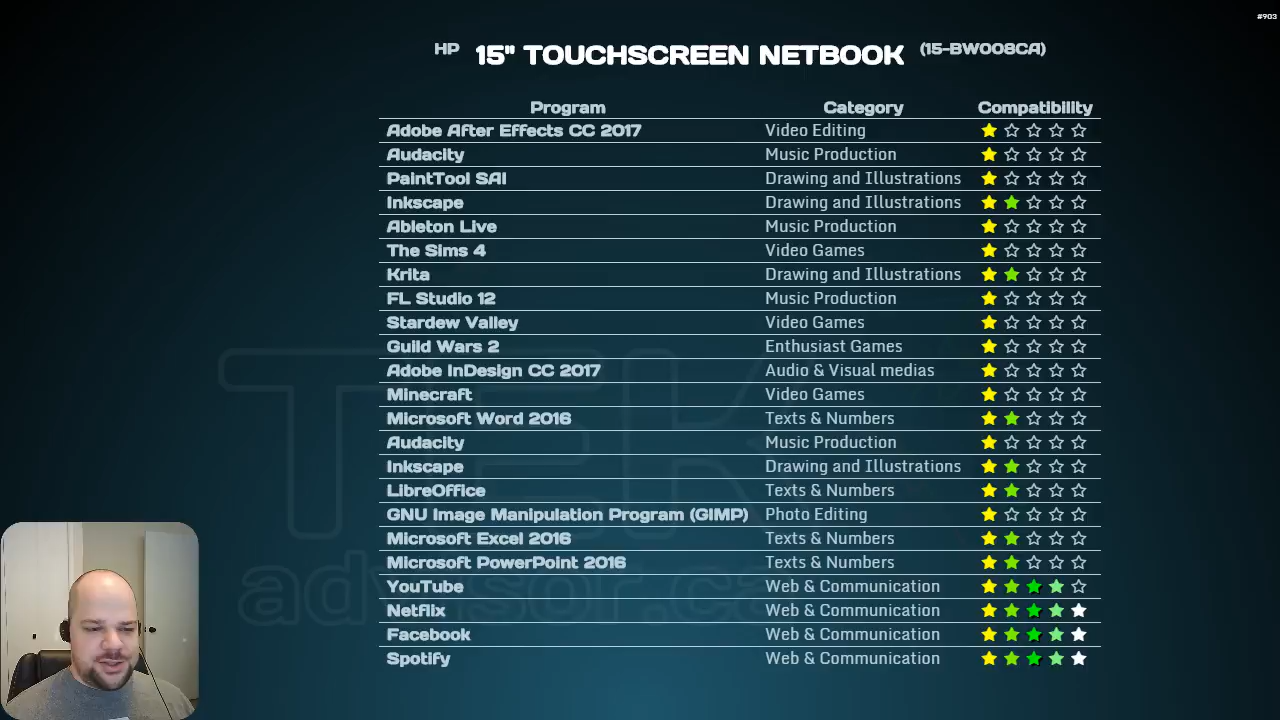 #903
HP 15" TOUCHSCREEN NETBOOK (15-BW008CA)
Program Category Compatibility
Adobe After Effects CC 2017 Video Editing
Audacity Music Production
PaintTool SAI Drawing and Illustrations
Inkscape Drawing and Illustrations
Ableton Live Music Production
The Sims 4 Video Games
Krita Drawing and Illustrations
FL Studio 12 Music Production
Stardew Valley Video Games
Guild Wars 2 Enthusiast Games
Adobe InDesign CC 2017 Audio & Visual medias
Minecraft Video Games
Microsoft Word 2016 Texts & Numbers
Audacity Music Production
Inkscape Drawing and Illustrations
LibreOffice Texts & Numbers
GNU Image Manipulation Program (GIMP) Photo Editing
Microsoft Excel 2016 Texts & Numbers
Microsoft PowerPoint 2016 Texts & Numbers
YouTube Web & Communication
Netflix Web & Communication
Facebook Web & Communication
Spotify Web & Communication
TEK
advisor.ca